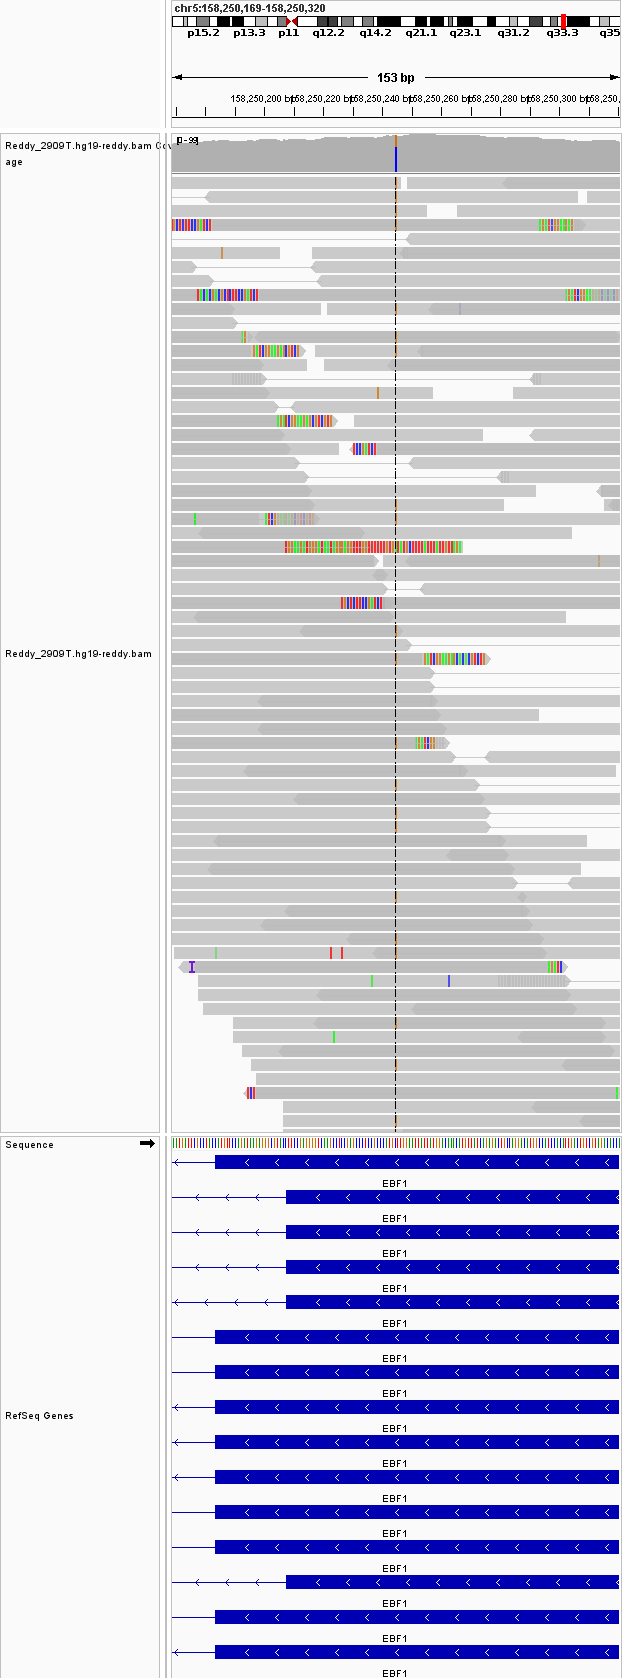 chr5:158,250,169-158,250,320
p15.2 p13.3 p11 q12.2 q14.2 q21.1 q23.1 q31.2 q33.3 q35
153 bp
158,250,200 bp 158,250,220 bp 158,250,240 bp 158,250,260 bp 158,250,280 bp 158,250,300 bp 158,250,
Reddy_2909T.hg19-reddy.bam Cov
age
Reddy_2909T.hg19-reddy.bam
Sequence
EBF1
EBF1
EBF1
EBF1
EBF1
EBF1
EBF1
RefSeq Genes
EBF1
EBF1
EBF1
EBF1
EBF1
EBF1
EBF1
EBF1